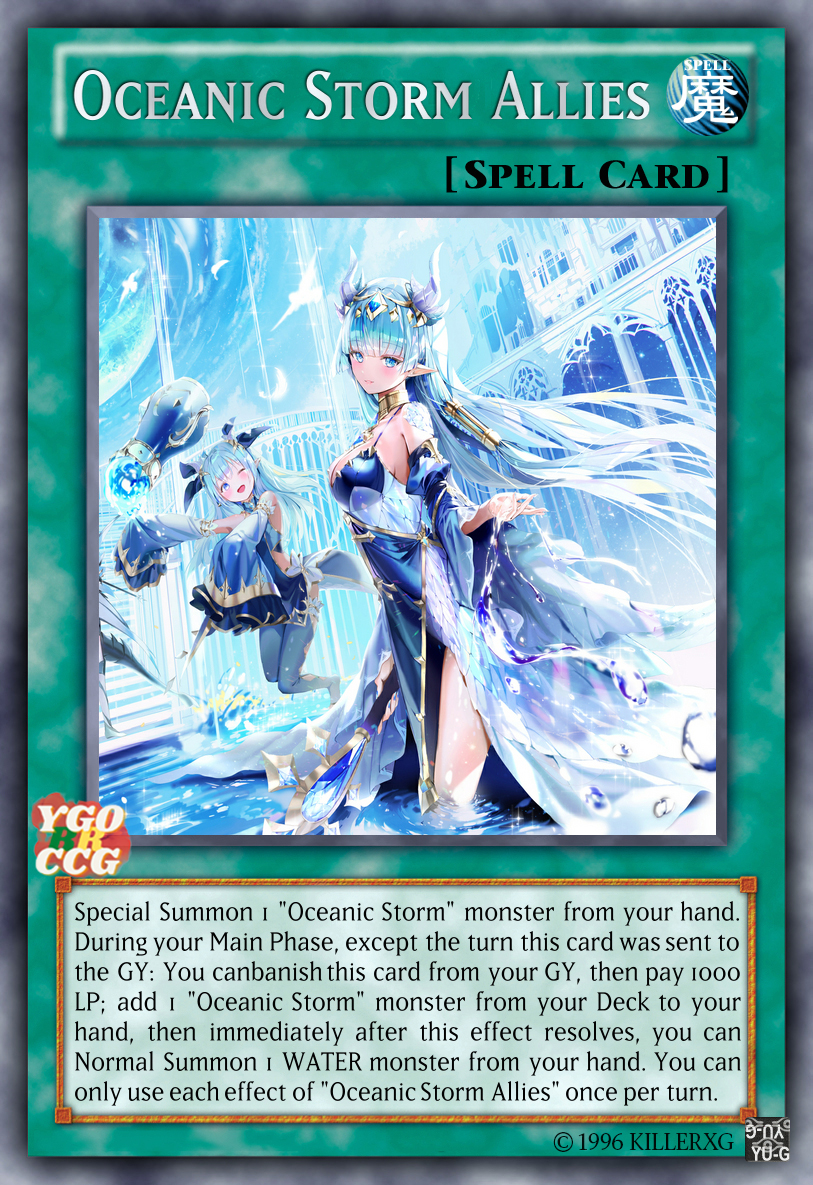 OCEANIC STORM ALLIES
SPELL
魔
[SPELL CARD]
YGO
CCG
Special Summon 1 "Oceanic Storm" monster from your hand.
During your Main Phase, except the turn this card was sent to
the GY: You canbanish this card from your GY, then pay 1000
LP; add 1 "Oceanic Storm" monster from your Deck to your
hand, then immediately after this effect resolves, you can
Normal Summon 1 WATER monster from your hand. You can
only use each effect of "Oceanic Storm Allies" once per turn.
© 1996 KILLERXG
YU-G